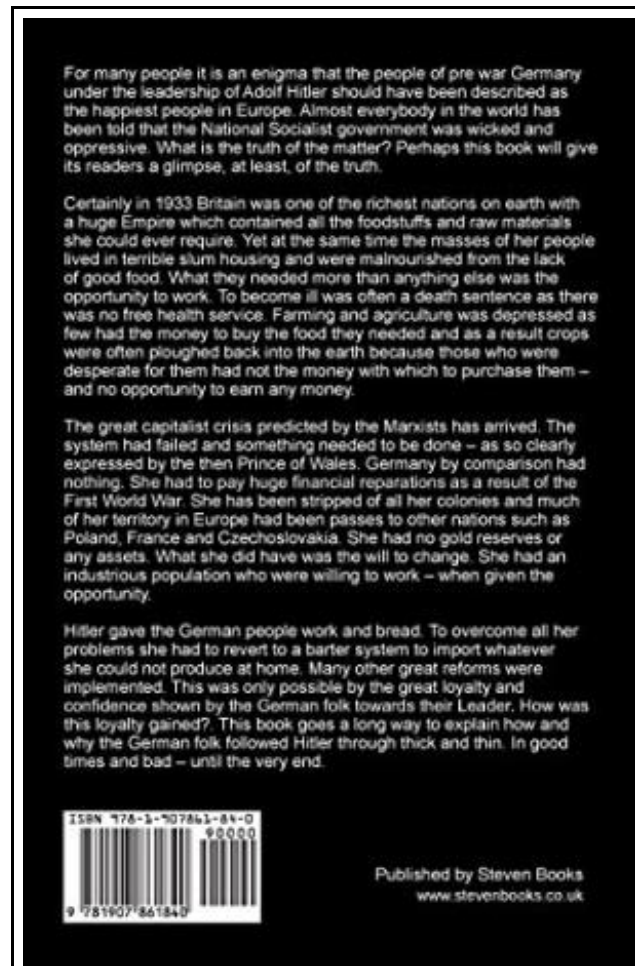 For many people it is an enigma that the people of pre war Germany
under the leadership of Adolf Hitler should have been described as
the happiest people in Europe. Almost everybody in the world has
been told that the National Socialist government was wicked and
oppressive. What is the truth of the matter? Perhaps this book will give
its readers a glimpse, at least, of the truth.
Certainly in 1933 Britain was one of the richest nations on earth with
a huge Empire which contained all the foodstuffs and raw materials
she could ever require. Yet at the same time the masses of her people
lived in terrible slum housing and were malnourished from the lack
of good food. What they needed more than anything else was the
opportunity to work. To become ill was often a death sentence as there
was no free health service. Farming and agriculture was depressed as
few had the money to buy the food they needed and as a result crops
were often ploughed back into the earth because those who were
desperate for them had not the money with which to purchase them –
and no opportunity to earn any money.
The great capitalist crisis predicted by the Marxists has arrived. The
system had failed and something needed to be done – as so clearly
expressed by the then Prince of Wales. Germany by comparison had
nothing. She had to pay huge financial reparations as a result of the
First World War. She has been stripped of all her colonies and much
of her territory in Europe had been passes to other nations such as
Poland, France and Czechoslovakia. She had no gold reserves or
any assets. What she did have was the will to change. She had an
industrious population who were willing to work – when given the
opportunity.
Hitler gave the German people work and bread. To overcome all her
problems she had to revert to a barter system to import whatever
she could not produce at home. Many other great reforms were
implemented. This was only possible by the great loyalty and
confidence shown by the German folk towards their Leader. How was
this loyalty gained?. This book goes a long way to explain how and
why the German folk followed Hitler through thick and thin. In good
times and bad – until the very end.
ISBN 978-1-907861-84-0
90000
9 781907 861840
Published by Steven Books
www.stevenbooks.co.uk